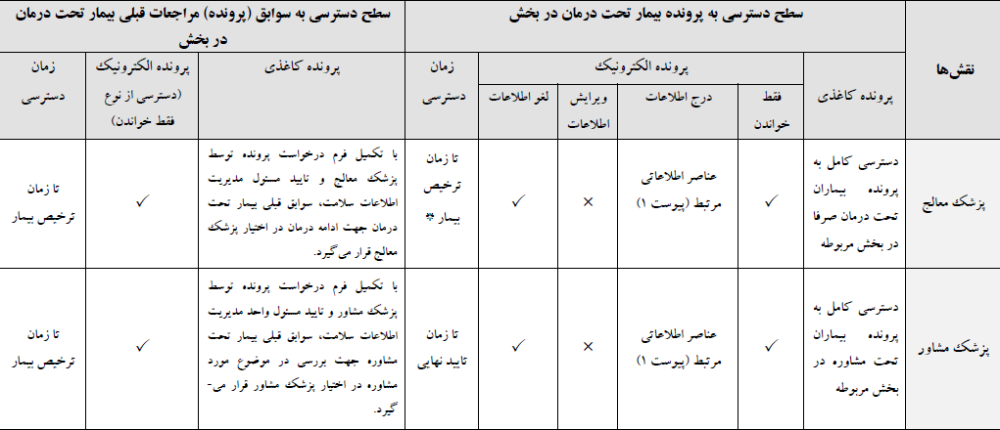 نقش‌ها
سطح دسترسی به پرونده بیمار تحت درمان در بخش
سطح دسترسی به سوابق (پرونده) مراجعات قبلی بیمار تحت درمان
در بخش
پرونده کاغذی
پرونده الکترونیک
فقط
خواندن
درج اطلاعات
ویرایش
اطلاعات
لغو اطلاعات
زمان
دسترسی
پرونده کاغذی
پرونده الکترونیک
(دسترسی از نوع
فقط خواندن)
زمان
دسترسی
پزشک معالج
دسترسی کامل به
پرونده بیماران
تحت درمان صرفا
در بخش مربوطه
✓
عناصر اطلاعاتی
مرتبط (پیوست ۱)
×
✓
تا زمان
ترخیص
بیمار **
با تکمیل فرم درخواست پرونده توسط
پزشک معالج و تایید مسئول مدیریت
اطلاعات سلامت، سوابق قبلی بیمار تحت
درمان جهت ادامه درمان در اختیار پزشک
معالج قرار می‌گیرد.
✓
تا زمان
ترخیص بیمار
پزشک مشاور
دسترسی کامل به
پرونده بیماران
تحت مشاوره در
بخش مربوطه
✓
عناصر اطلاعاتی
مرتبط (پیوست ۱)
×
✓
تا زمان
تایید نهایی
با تکمیل فرم درخواست پرونده توسط
پزشک مشاور و تایید مسئول واحد مدیریت
اطلاعات سلامت، سوابق قبلی بیمار تحت
مشاوره جهت بررسی در موضوع مورد
مشاوره در اختیار پزشک مشاور قرار می-
گیرد.
✓
تا زمان
ترخیص بیمار